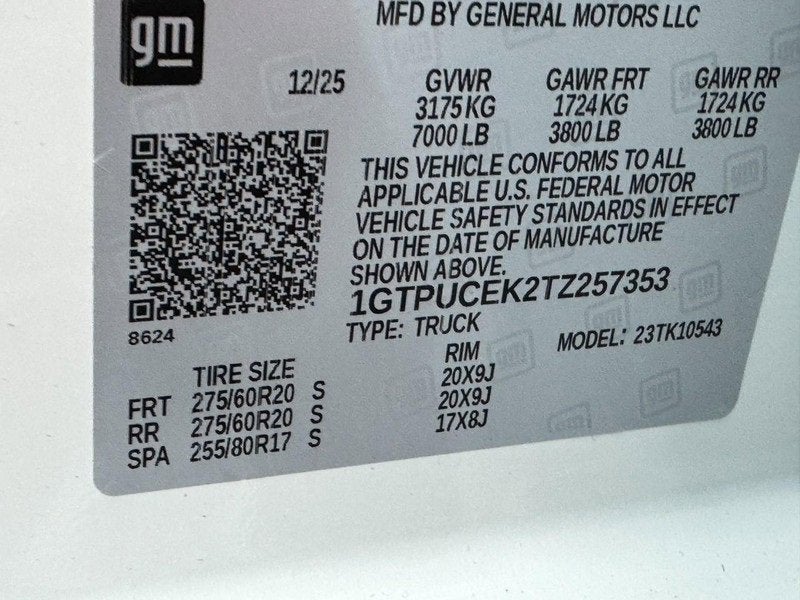 gm
MFD BY GENERAL MOTORS LLC
12/25 GVWR GAWR FRT GAWR RR
3175 KG 1724 KG 1724 KG
7000 LB 3800 LB 3800 LB
THIS VEHICLE CONFORMS TO ALL
APPLICABLE U.S. FEDERAL MOTOR
VEHICLE SAFETY STANDARDS IN EFFECT
ON THE DATE OF MANUFACTURE
SHOWN ABOVE.
1GTPUCEK2TZ257353
8624
TYPE: TRUCK MODEL: 23TK10543
TIRE SIZE RIM
FRT 275/60R20 S 20X9J
RR 275/60R20 S 20X9J
SPA 255/80R17 S 17X8J